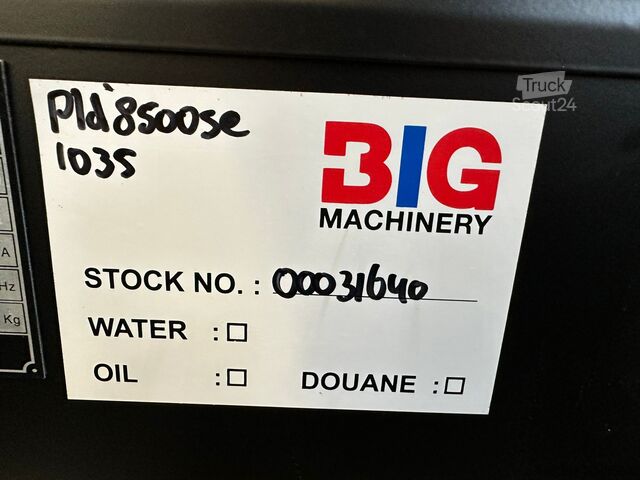 Truck
Scout24
Pld8500se
1035
BIG
MACHINERY
STOCK NO. : 00031640
WATER : ☐
OIL : ☐ DOUANE : ☐
A
Hz
Kg